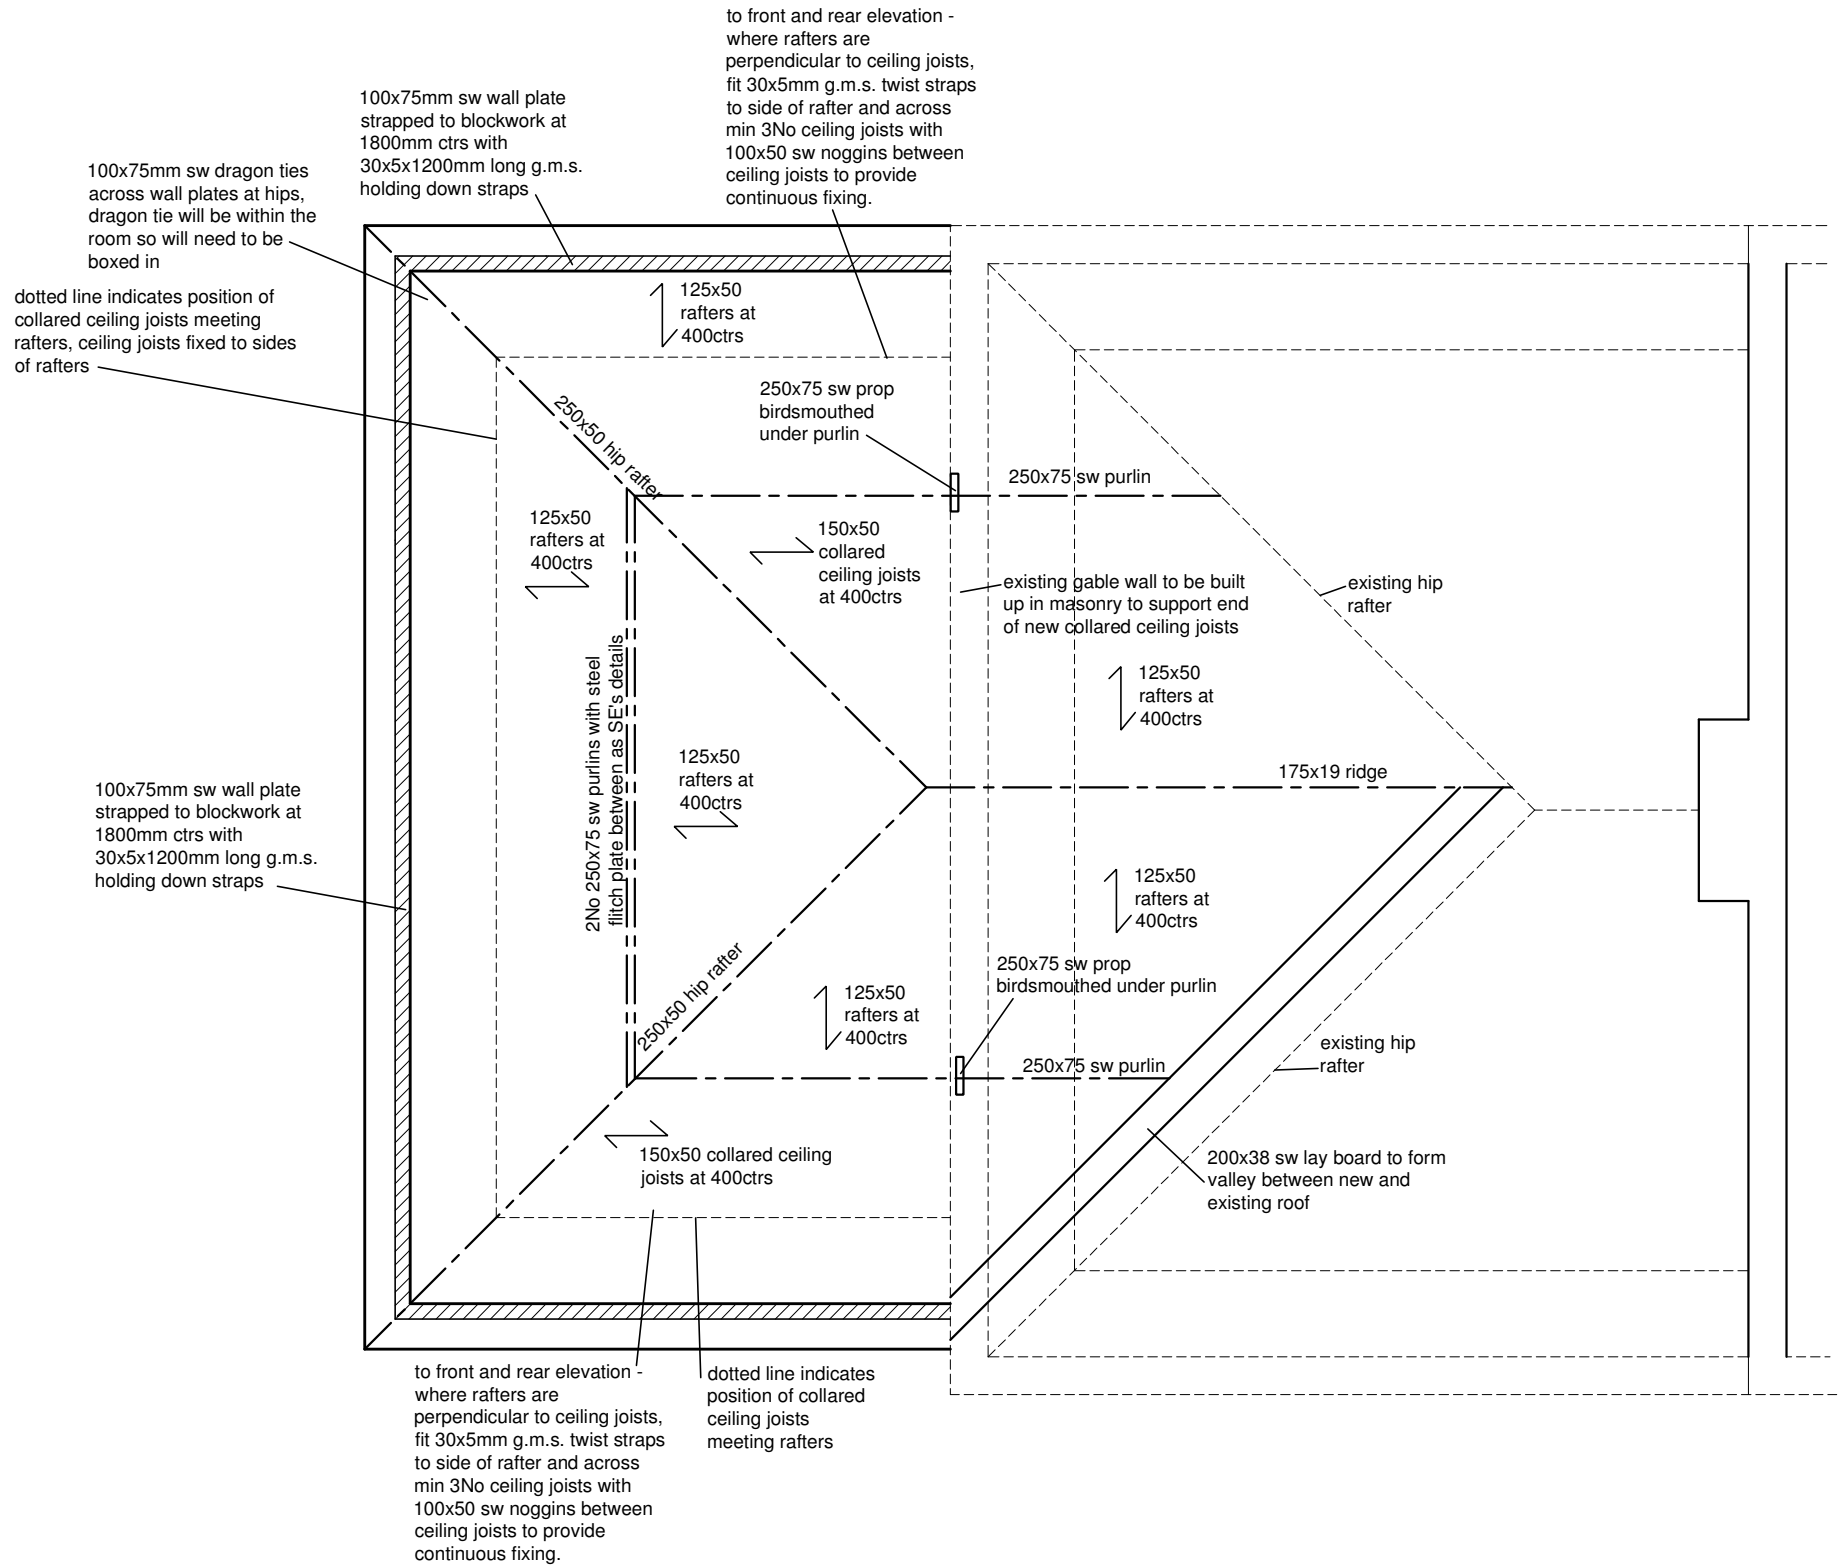 to front and rear elevation -
where rafters are
perpendicular to ceiling joists,
fit 30x5mm g.m.s. twist straps
to side of rafter and across
min 3No ceiling joists with
100x50 sw noggins between
ceiling joists to provide
continuous fixing.
100x75mm sw wall plate
strapped to blockwork at
1800mm ctrs with
30x5x1200mm long g.m.s.
holding down straps
100x75mm sw dragon ties
across wall plates at hips,
dragon tie will be within the
room so will need to be
boxed in
dotted line indicates position of
collared ceiling joists meeting
rafters, ceiling joists fixed to sides
of rafters
125x50
rafters at
400ctrs
250x75 sw prop
birdsmouthed
under purlin
250x50 hip rafter
250x75 sw purlin
125x50
rafters at
400ctrs
150x50
collared
ceiling joists
at 400ctrs
existing gable wall to be built
up in masonry to support end
of new collared ceiling joists
existing hip
rafter
2No 250x75 sw purlins with steel
flitch plate between as SE's details
125x50
rafters at
400ctrs
125x50
rafters at
400ctrs
175x19 ridge
100x75mm sw wall plate
strapped to blockwork at
1800mm ctrs with
30x5x1200mm long g.m.s.
holding down straps
125x50
rafters at
400ctrs
250x50 hip rafter
125x50
rafters at
400ctrs
250x75 sw prop
birdsmouthed under purlin
250x75 sw purlin
existing hip
rafter
150x50 collared ceiling
joists at 400ctrs
200x38 sw lay board to form
valley between new and
existing roof
to front and rear elevation -
where rafters are
perpendicular to ceiling joists,
fit 30x5mm g.m.s. twist straps
to side of rafter and across
min 3No ceiling joists with
100x50 sw noggins between
ceiling joists to provide
continuous fixing.
dotted line indicates
position of collared
ceiling joists
meeting rafters